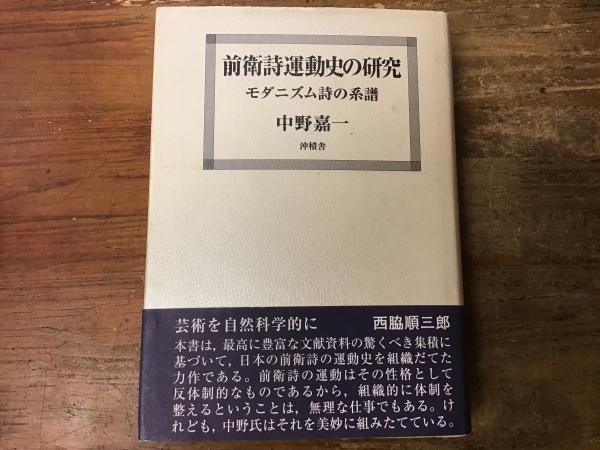 前衛詩運動史の研究
モダニズム詩の系譜
中野嘉一
沖積舎
芸術を自然科学的に 西脇順三郎
本書は，最高に豊富な文献資料の驚くべき集積に
基づいて，日本の前衛詩の運動史を組織だてた
力作である。前衛詩の運動はその性格として
反体制的なものであるから，組織的に体制を
整えるということは，無理な仕事でもある。け
れども，中野氏はそれを美妙に組みたてている。